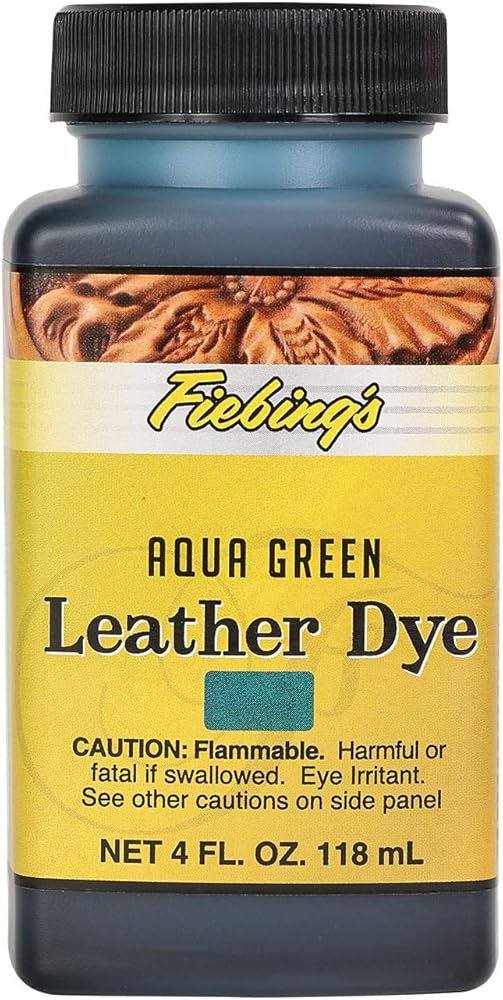 Fiebing's
AQUA GREEN
Leather Dye
CAUTION: Flammable. Harmful or
fatal if swallowed. Eye Irritant.
See other cautions on side panel
NET 4 FL. OZ. 118 mL